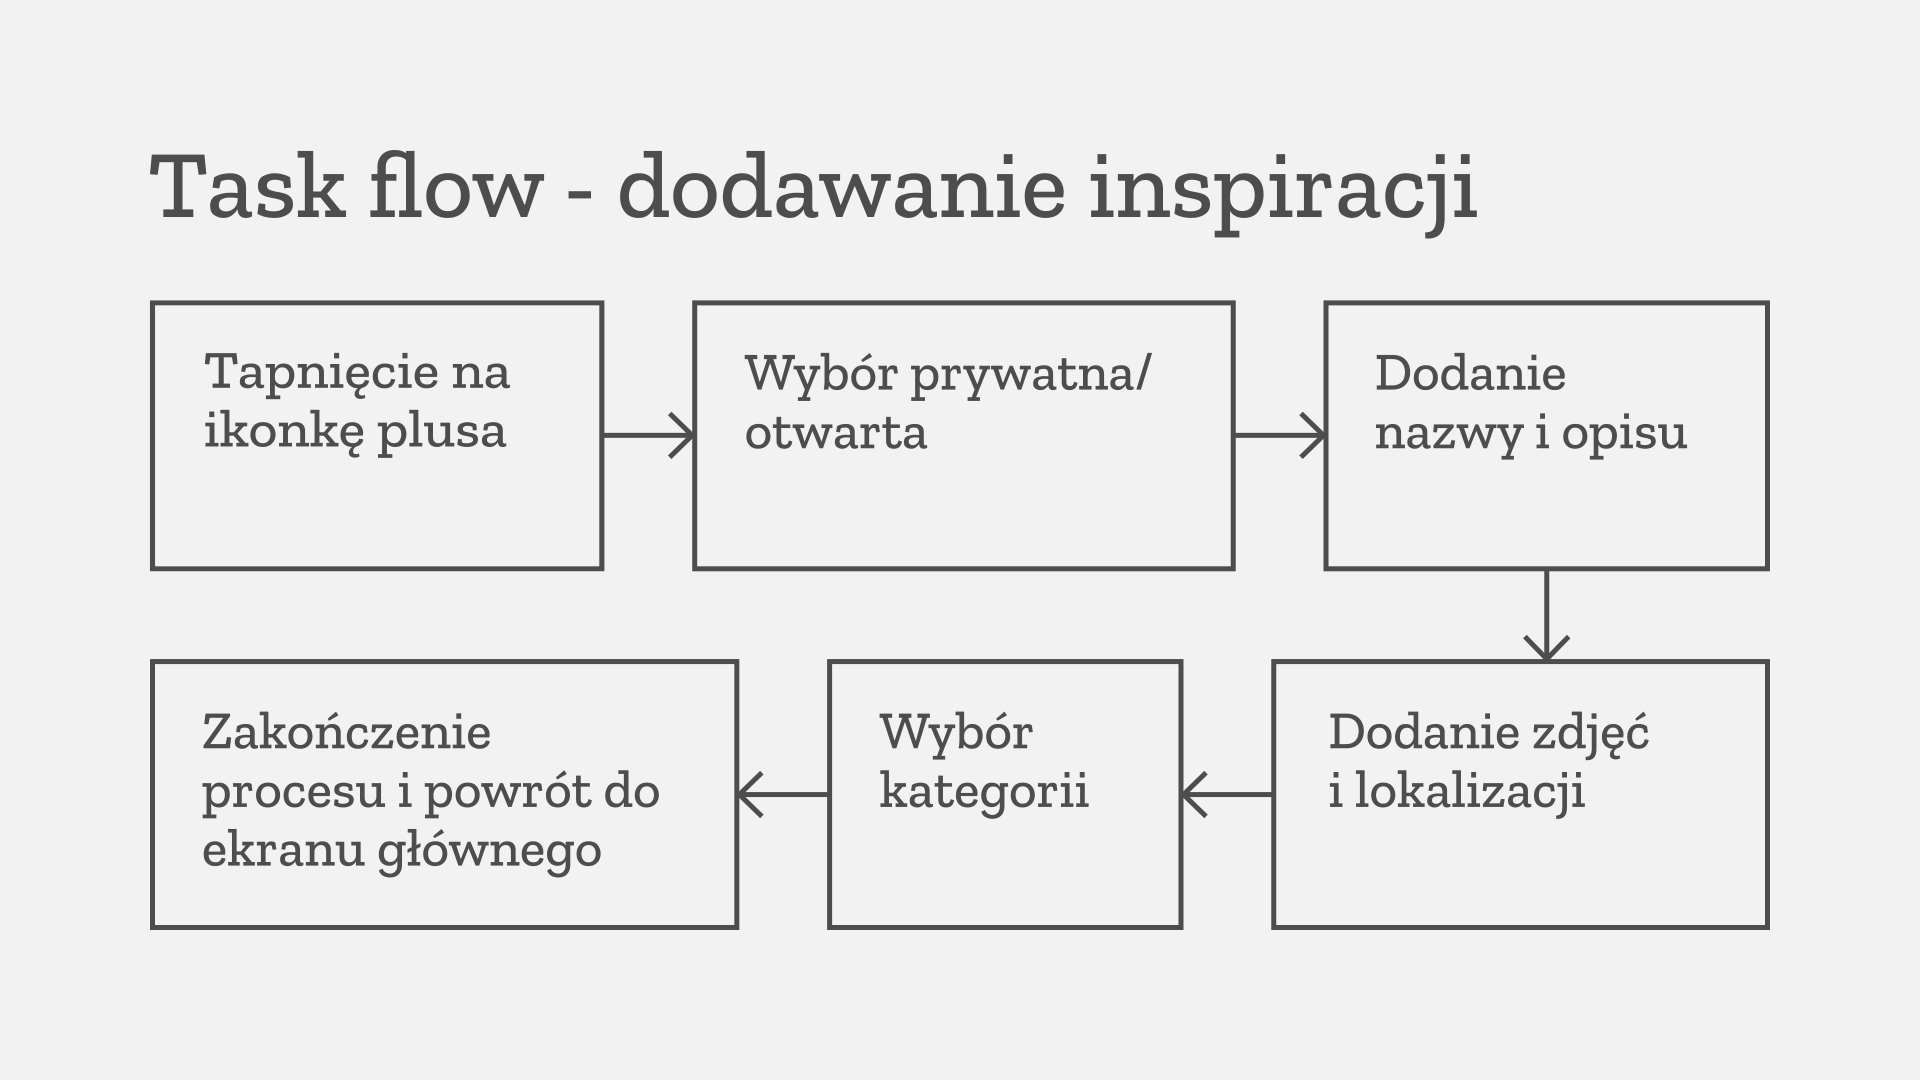 Task flow - dodawanie inspiracji
Tapnięcie na
ikonkę plusa
Wybór prywatna/
otwarta
Dodanie
nazwy i opisu
Dodanie zdjęć
i lokalizacji
Wybór
kategorii
Zakończenie
procesu i powrót do
ekranu głównego